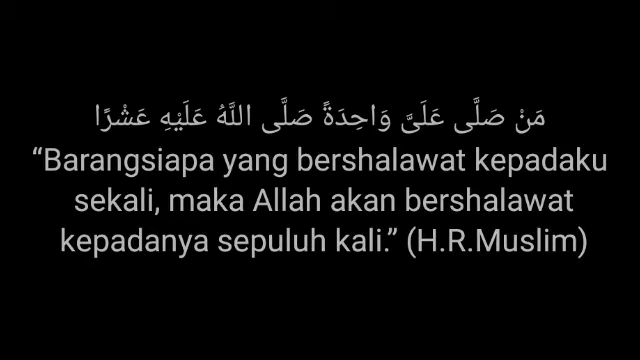 مَنْ صَلَّى عَلَىَّ وَاحِدَةً صَلَّى اللَّهُ عَلَيْهِ عَشْرًا
“Barangsiapa yang bershalawat kepadaku
sekali, maka Allah akan bershalawat
kepadanya sepuluh kali.” (H.R.Muslim)